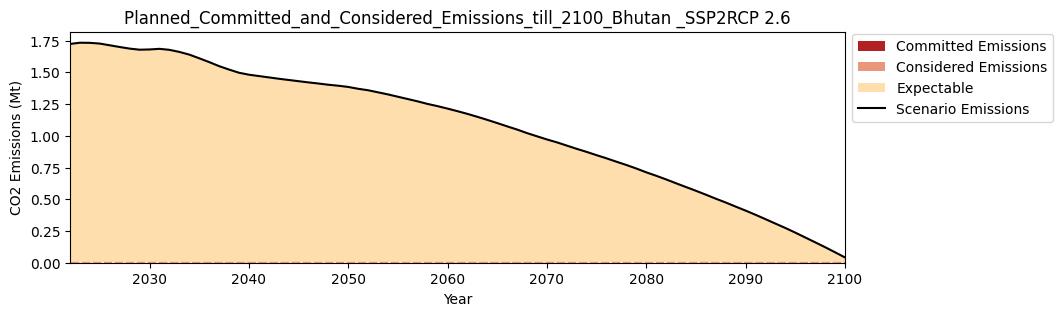 Planned_Committed_and_Considered_Emissions_till_2100_Bhutan _SSP2RCP 2.6
CO2 Emissions (Mt)
1.75
1.50
1.25
1.00
0.75
0.50
0.25
0.00
2030 2040 2050 2060 2070 2080 2090 2100
Year
Committed Emissions
Considered Emissions
Expectable
Scenario Emissions